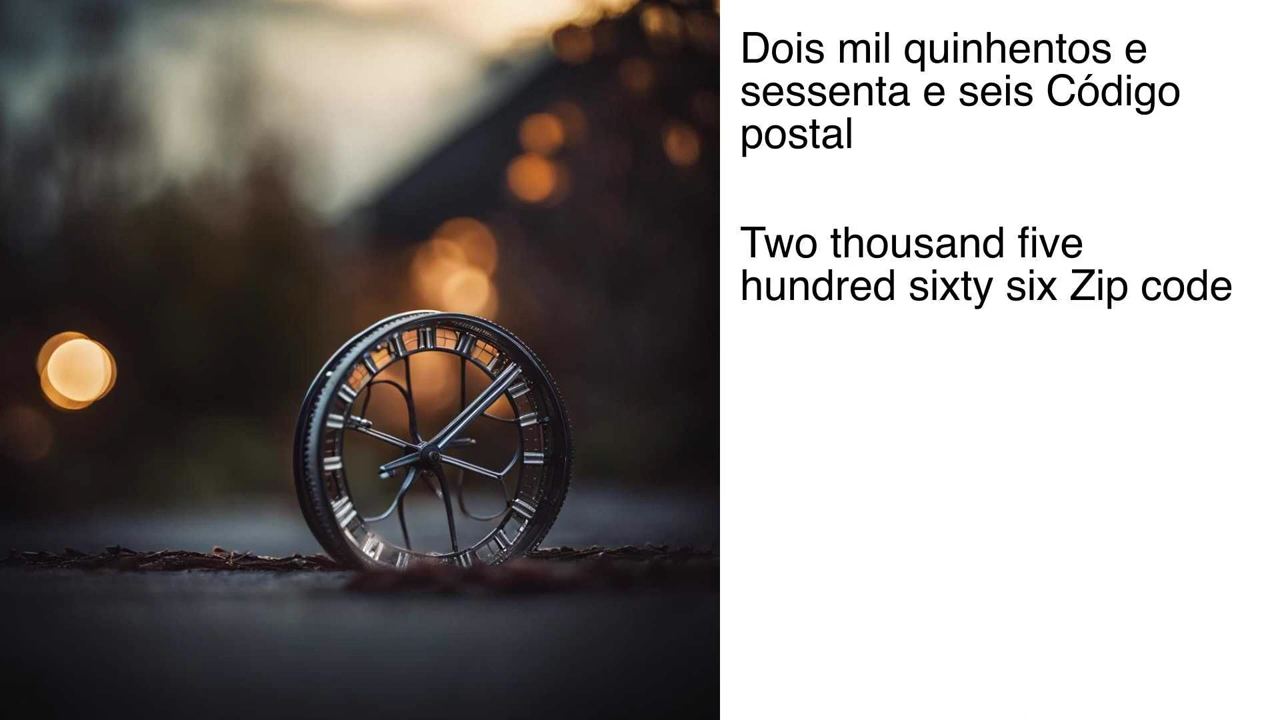 Dois mil quinhentos e
sessenta e seis Código
postal
Two thousand five
hundred sixty six Zip code